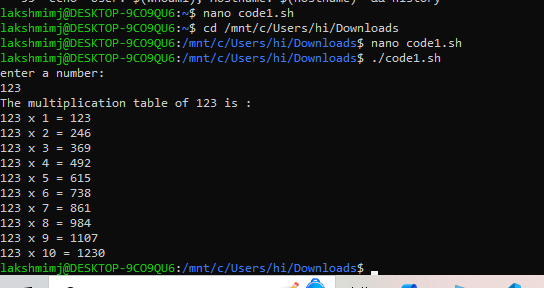 lakshmimj@DESKTOP-9CO9QU6:~$ nano code1.sh
lakshmimj@DESKTOP-9CO9QU6:~$ cd /mnt/c/Users/hi/Downloads
lakshmimj@DESKTOP-9CO9QU6:/mnt/c/Users/hi/Downloads$ nano code1.sh
lakshmimj@DESKTOP-9CO9QU6:/mnt/c/Users/hi/Downloads$ ./code1.sh
enter a number:
123
The multiplication table of 123 is :
123 x 1 = 123
123 x 2 = 246
123 x 3 = 369
123 x 4 = 492
123 x 5 = 615
123 x 6 = 738
123 x 7 = 861
123 x 8 = 984
123 x 9 = 1107
123 x 10 = 1230
lakshmimj@DESKTOP-9CO9QU6:/mnt/c/Users/hi/Downloads$